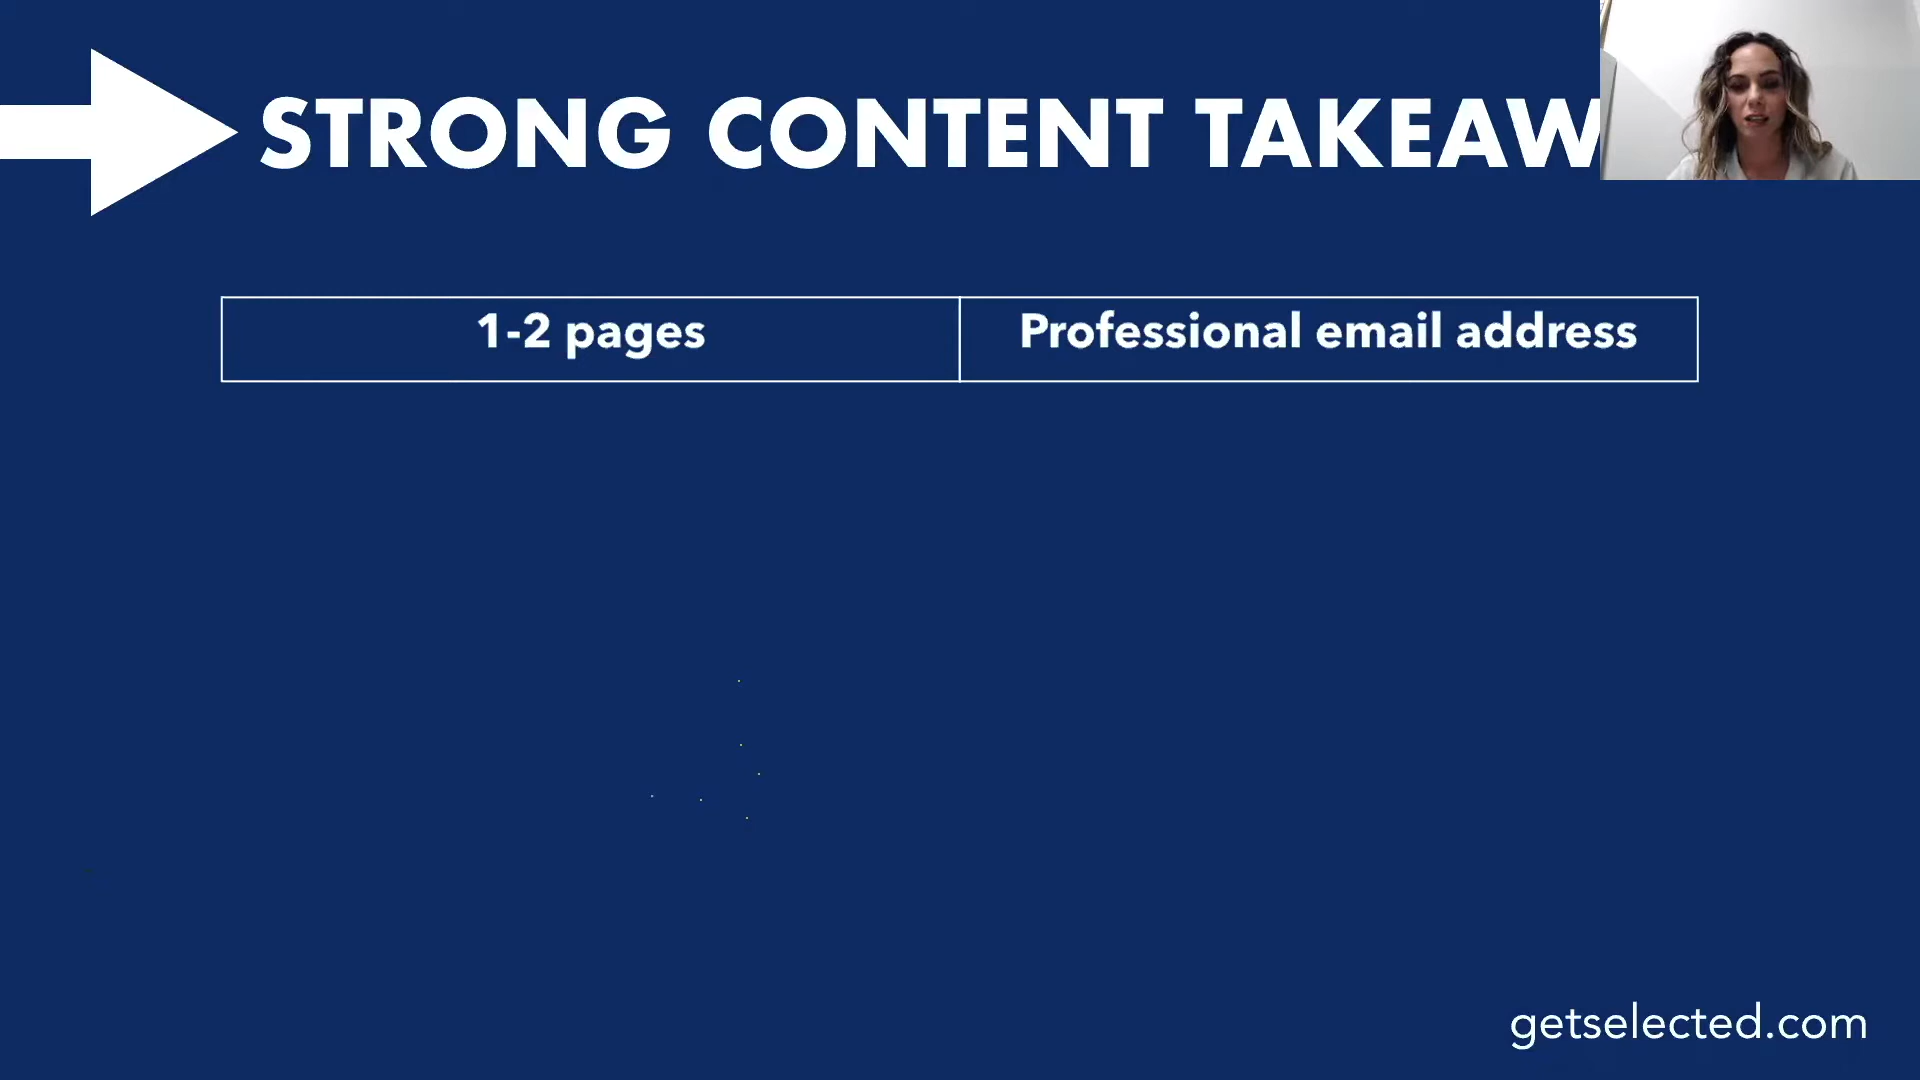 STRONG CONTENT TAKEAW
1-2 pages
Professional email address
getselected.com